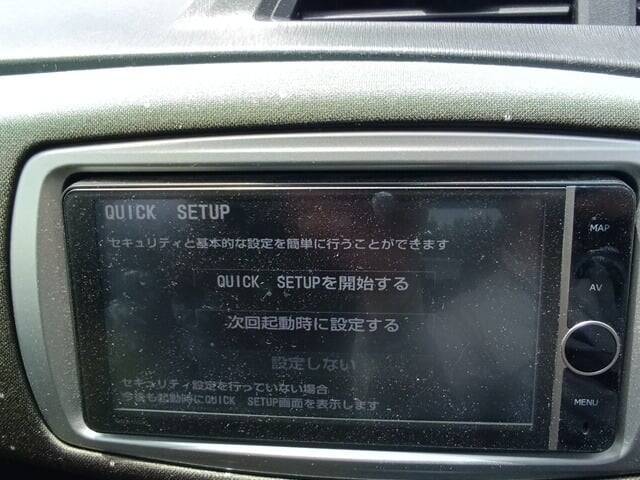 QUICK SETUP
セキュリティと基本的な設定を簡単に行うことができます
QUICK SETUPを開始する
次回起動時に設定する
設定しない
セキュリティ設定を行っていない場合
今後も起動時にQUICK SETUP画面を表示します
MAP
AV
MENU